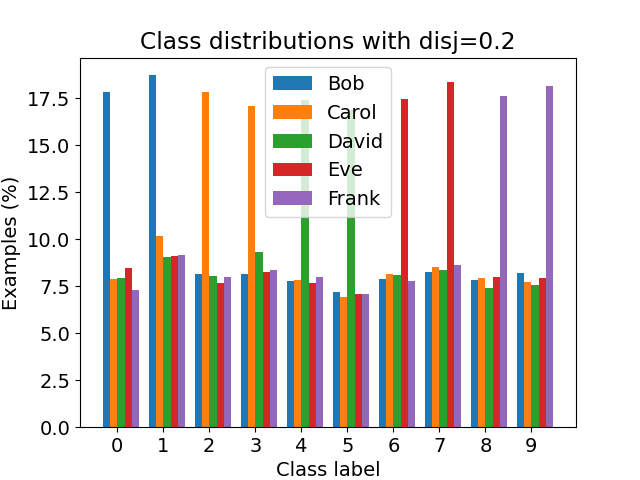 Class distributions with disj=0.2
Examples (%)
17.5
15.0
12.5
10.0
7.5
5.0
2.5
0.0
Bob
Carol
David
Eve
Frank
0 1 2 3 4 5 6 7 8 9
Class label